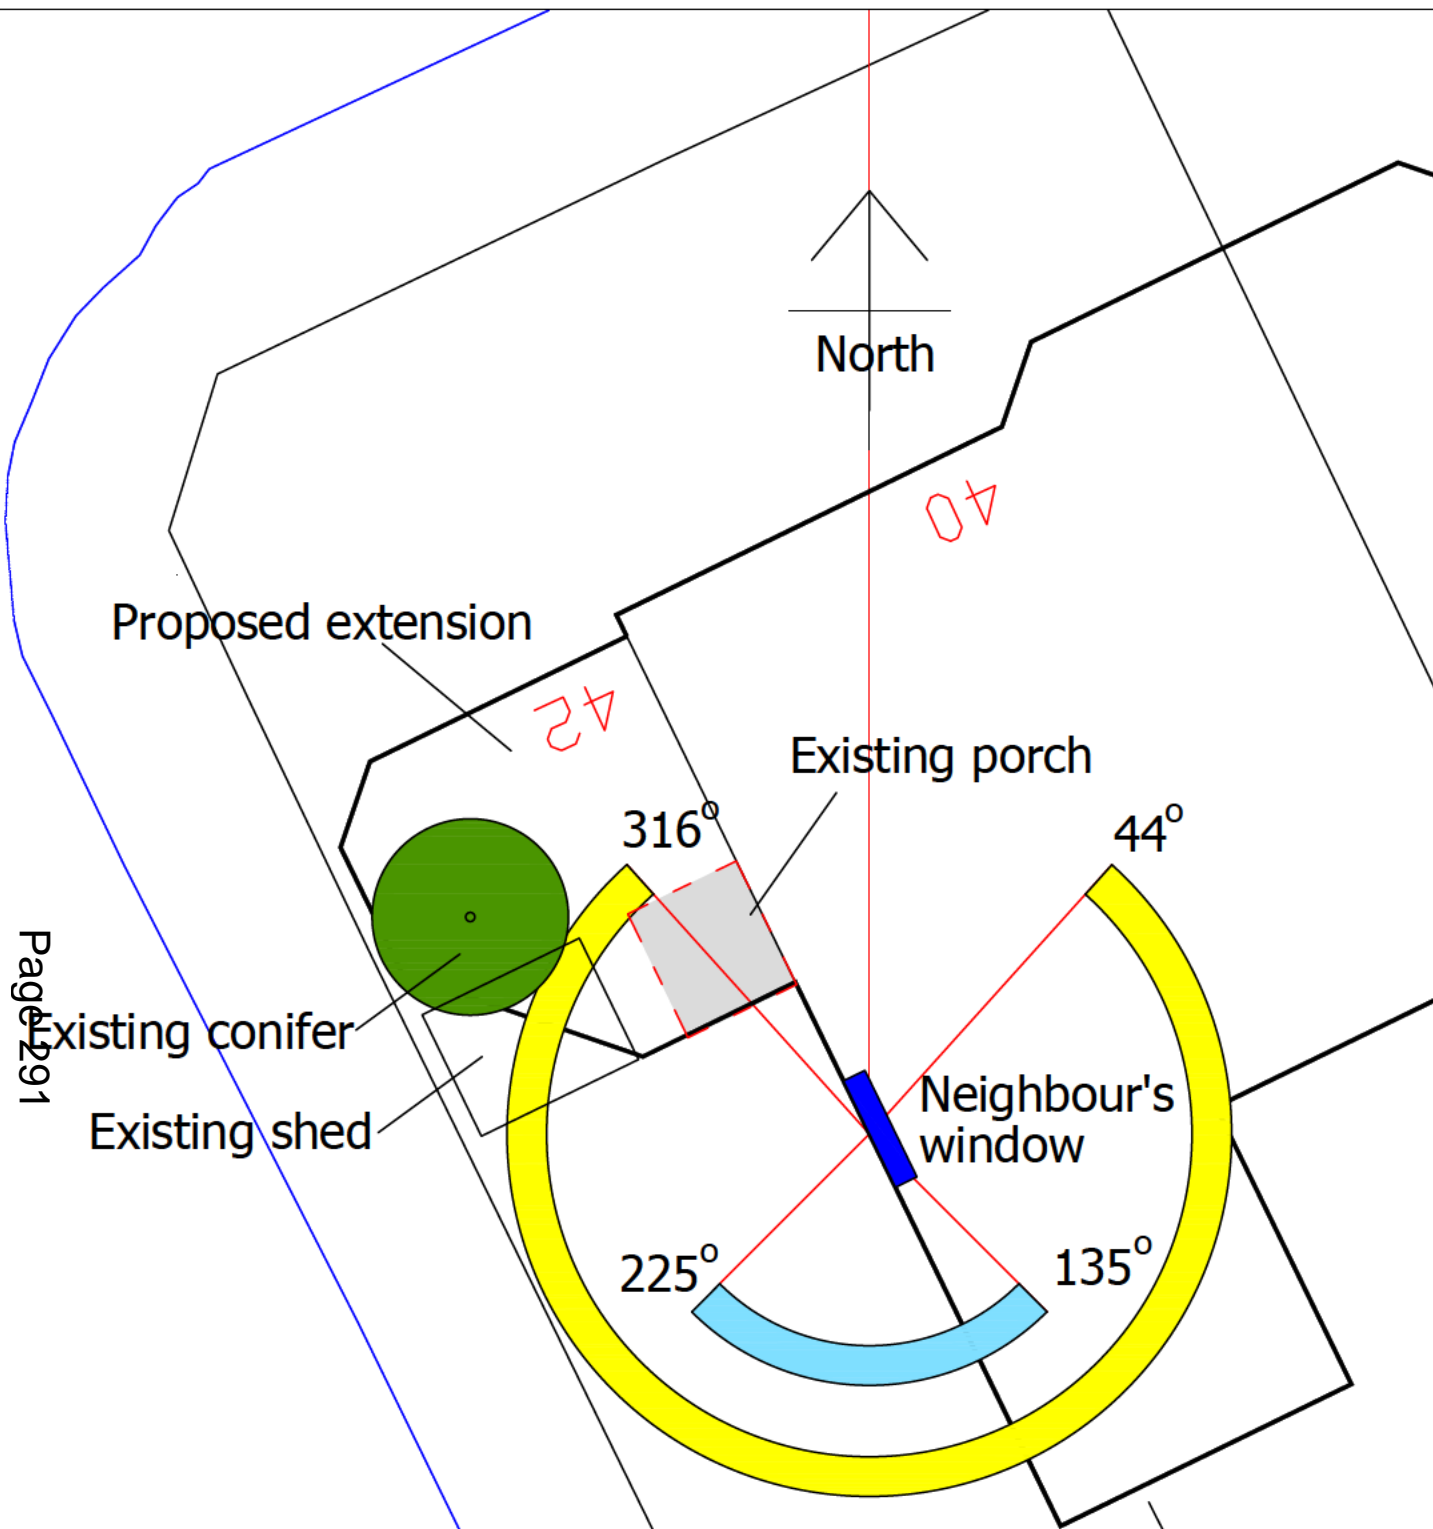 North
40
Proposed extension
42
Existing porch
316°
44°
Existing conifer
Page 291
Existing shed
Neighbour's
window
225°
135°